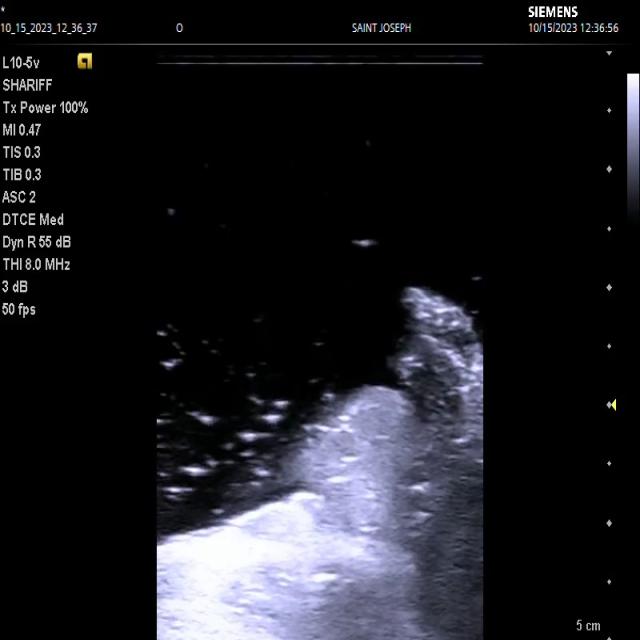 *
SIEMENS
10_15_2023_12_36_37
O
SAINT JOSEPH
10/15/2023 12:36:56
L10-5v
SHARIFF
Tx Power 100%
MI 0.47
TIS 0.3
TIB 0.3
ASC 2
DTCE Med
Dyn R 55 dB
THI 8.0 MHz
3 dB
50 fps
5 cm